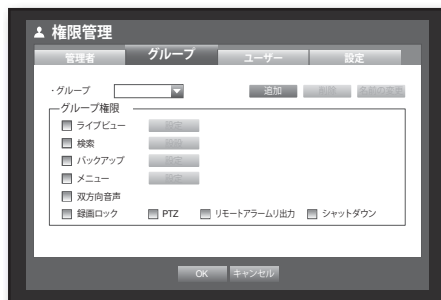 権限管理
管理者 グループ ユーザー 設定
・グループ 追加 削除 名前の変更
グループ権限
ライブビュー 設定
検索 設定
バックアップ 設定
メニュー 設定
双方向音声
録画ロック PTZ リモートアラームリ出力 シャットダウン
OK キャンセル